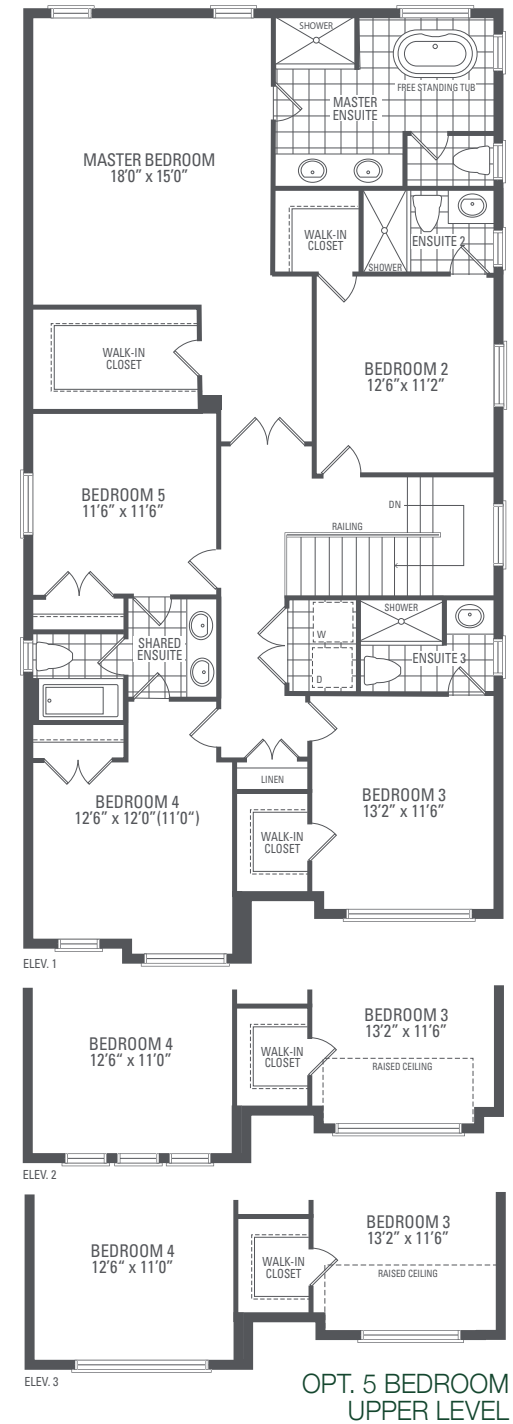 SHOWER
FREE STANDING TUB
MASTER
ENSUITE
MASTER BEDROOM
18'0" x 15'0"
WALK-IN
CLOSET
SHOWER
ENSUITE 2
WALK-IN
CLOSET
BEDROOM 2
12'6" x 11'2"
BEDROOM 5
11'6" x 11'6"
DN
RAILING
SHARED
ENSUITE
W
D
SHOWER
ENSUITE 3
LINEN
BEDROOM 4
12'6" x 12'0"(11'0")
WALK-IN
CLOSET
BEDROOM 3
13'2" x 11'6"
ELEV. 1
BEDROOM 4
12'6" x 11'0"
WALK-IN
CLOSET
BEDROOM 3
13'2" x 11'6"
RAISED CEILING
ELEV. 2
BEDROOM 4
12'6" x 11'0"
WALK-IN
CLOSET
BEDROOM 3
13'2" x 11'6"
RAISED CEILING
ELEV. 3
OPT. 5 BEDROOM
UPPER LEVEL